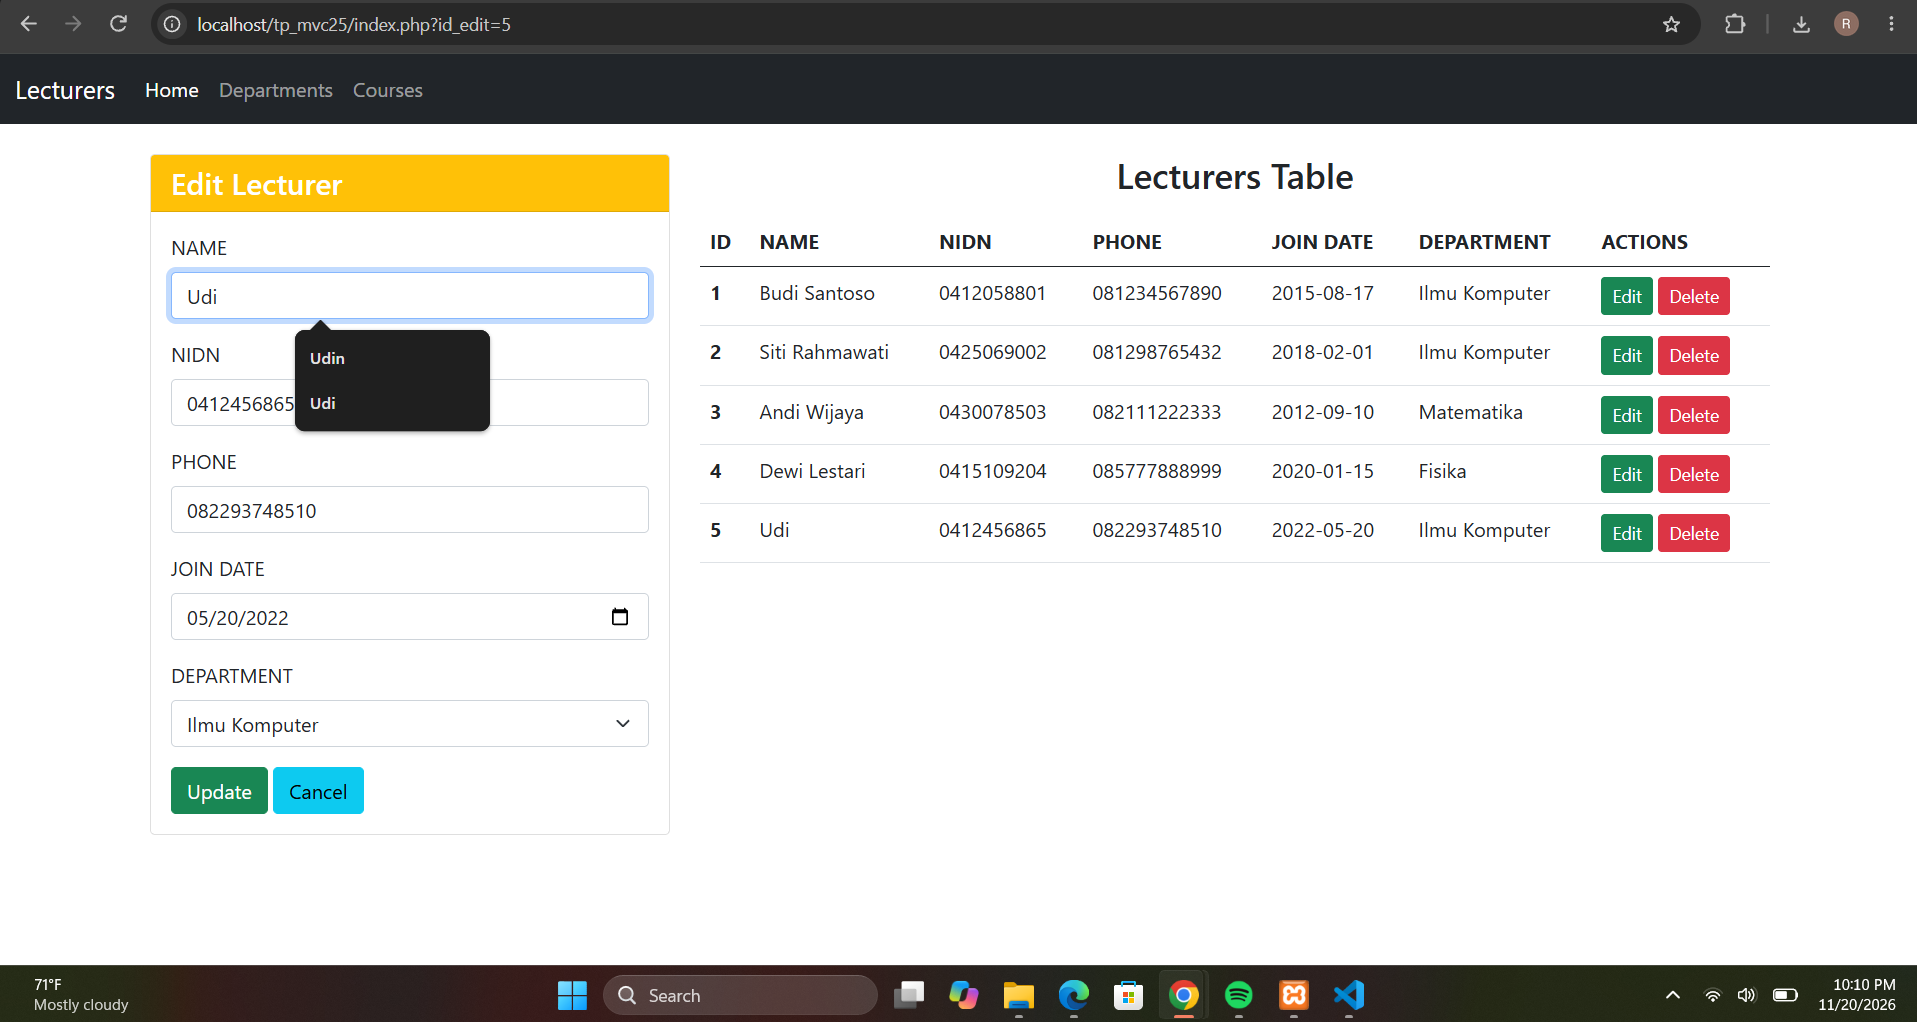 localhost/tp_mvc25/index.php?id_edit=5
R
Lecturers Home Departments Courses
Edit Lecturer
NAME
Udi
Udin
Udi
NIDN
0412456865
PHONE
082293748510
JOIN DATE
05/20/2022
DEPARTMENT
Ilmu Komputer
Update Cancel
Lecturers Table
ID NAME NIDN PHONE JOIN DATE DEPARTMENT ACTIONS
1 Budi Santoso 0412058801 081234567890 2015-08-17 Ilmu Komputer Edit Delete
2 Siti Rahmawati 0425069002 081298765432 2018-02-01 Ilmu Komputer Edit Delete
3 Andi Wijaya 0430078503 082111222333 2012-09-10 Matematika Edit Delete
4 Dewi Lestari 0415109204 085777888999 2020-01-15 Fisika Edit Delete
5 Udi 0412456865 082293748510 2022-05-20 Ilmu Komputer Edit Delete
71°F
Mostly cloudy
Search
10:10 PM
11/20/2026